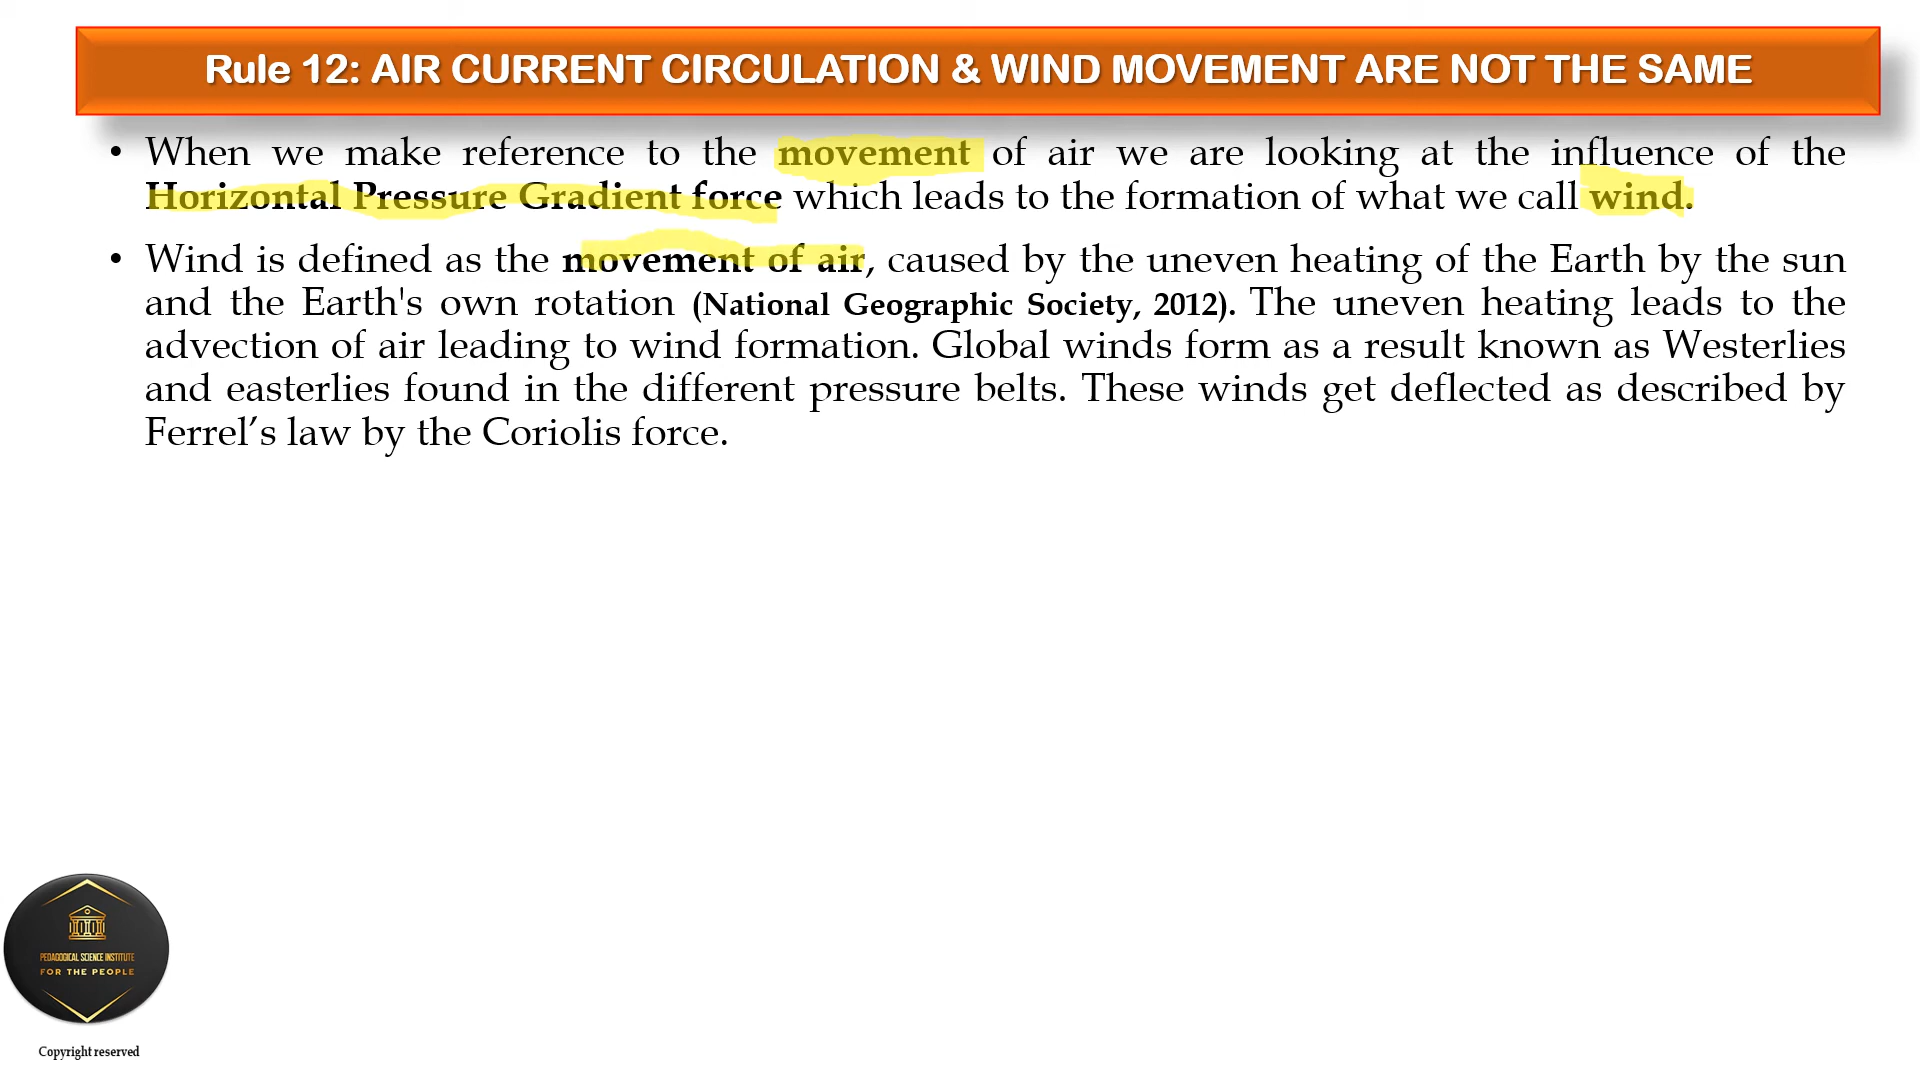 Rule 12: AIR CURRENT CIRCULATION & WIND MOVEMENT ARE NOT THE SAME
• When we make reference to the movement of air we are looking at the influence of the
Horizontal Pressure Gradient force which leads to the formation of what we call wind.
• Wind is defined as the movement of air, caused by the uneven heating of the Earth by the sun
and the Earth's own rotation (National Geographic Society, 2012). The uneven heating leads to the
advection of air leading to wind formation. Global winds form as a result known as Westerlies
and easterlies found in the different pressure belts. These winds get deflected as described by
Ferrel’s law by the Coriolis force.
PEDAGOGICAL SCIENCE INSTITUTE
FOR THE PEOPLE
Copyright reserved